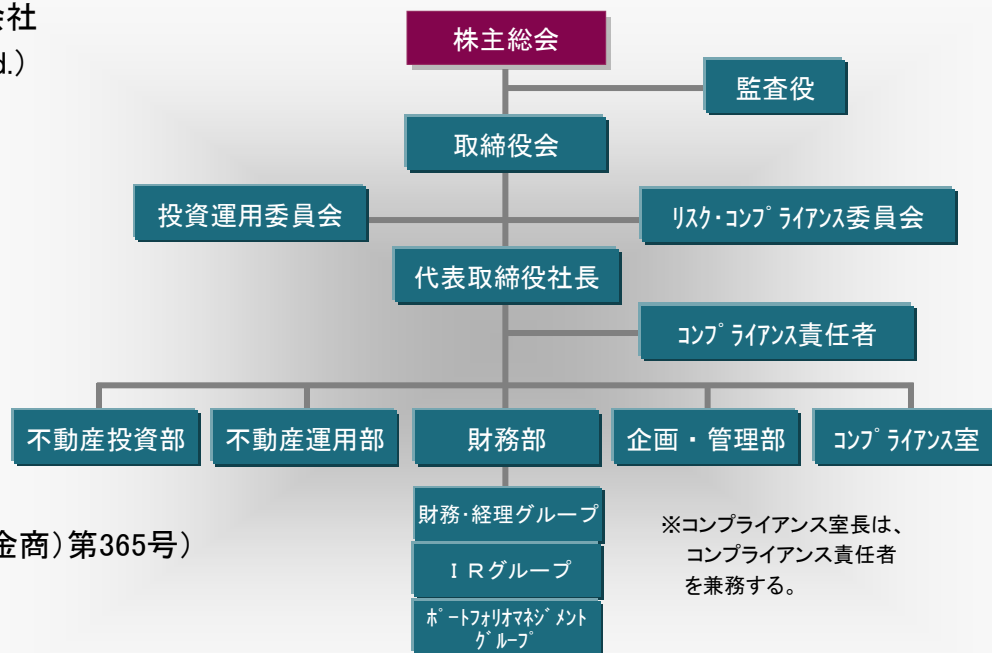 会社
d.)
株主総会
監査役
取締役会
投資運用委員会
ﾘｽｸ・ｺﾝﾌﾟﾗｲｱﾝｽ委員会
代表取締役社長
ｺﾝﾌﾟﾗｲｱﾝｽ責任者
不動産投資部
不動産運用部
財務部
企画・管理部
ｺﾝﾌﾟﾗｲｱﾝｽ室
財務・経理グループ
ＩＲグループ
ﾎﾟｰﾄﾌｫﾘｵﾏﾈｼﾞﾒﾝﾄ
ｸﾞﾙｰﾌﾟ
金商)第365号)
※コンプライアンス室長は、
コンプライアンス責任者
を兼務する。